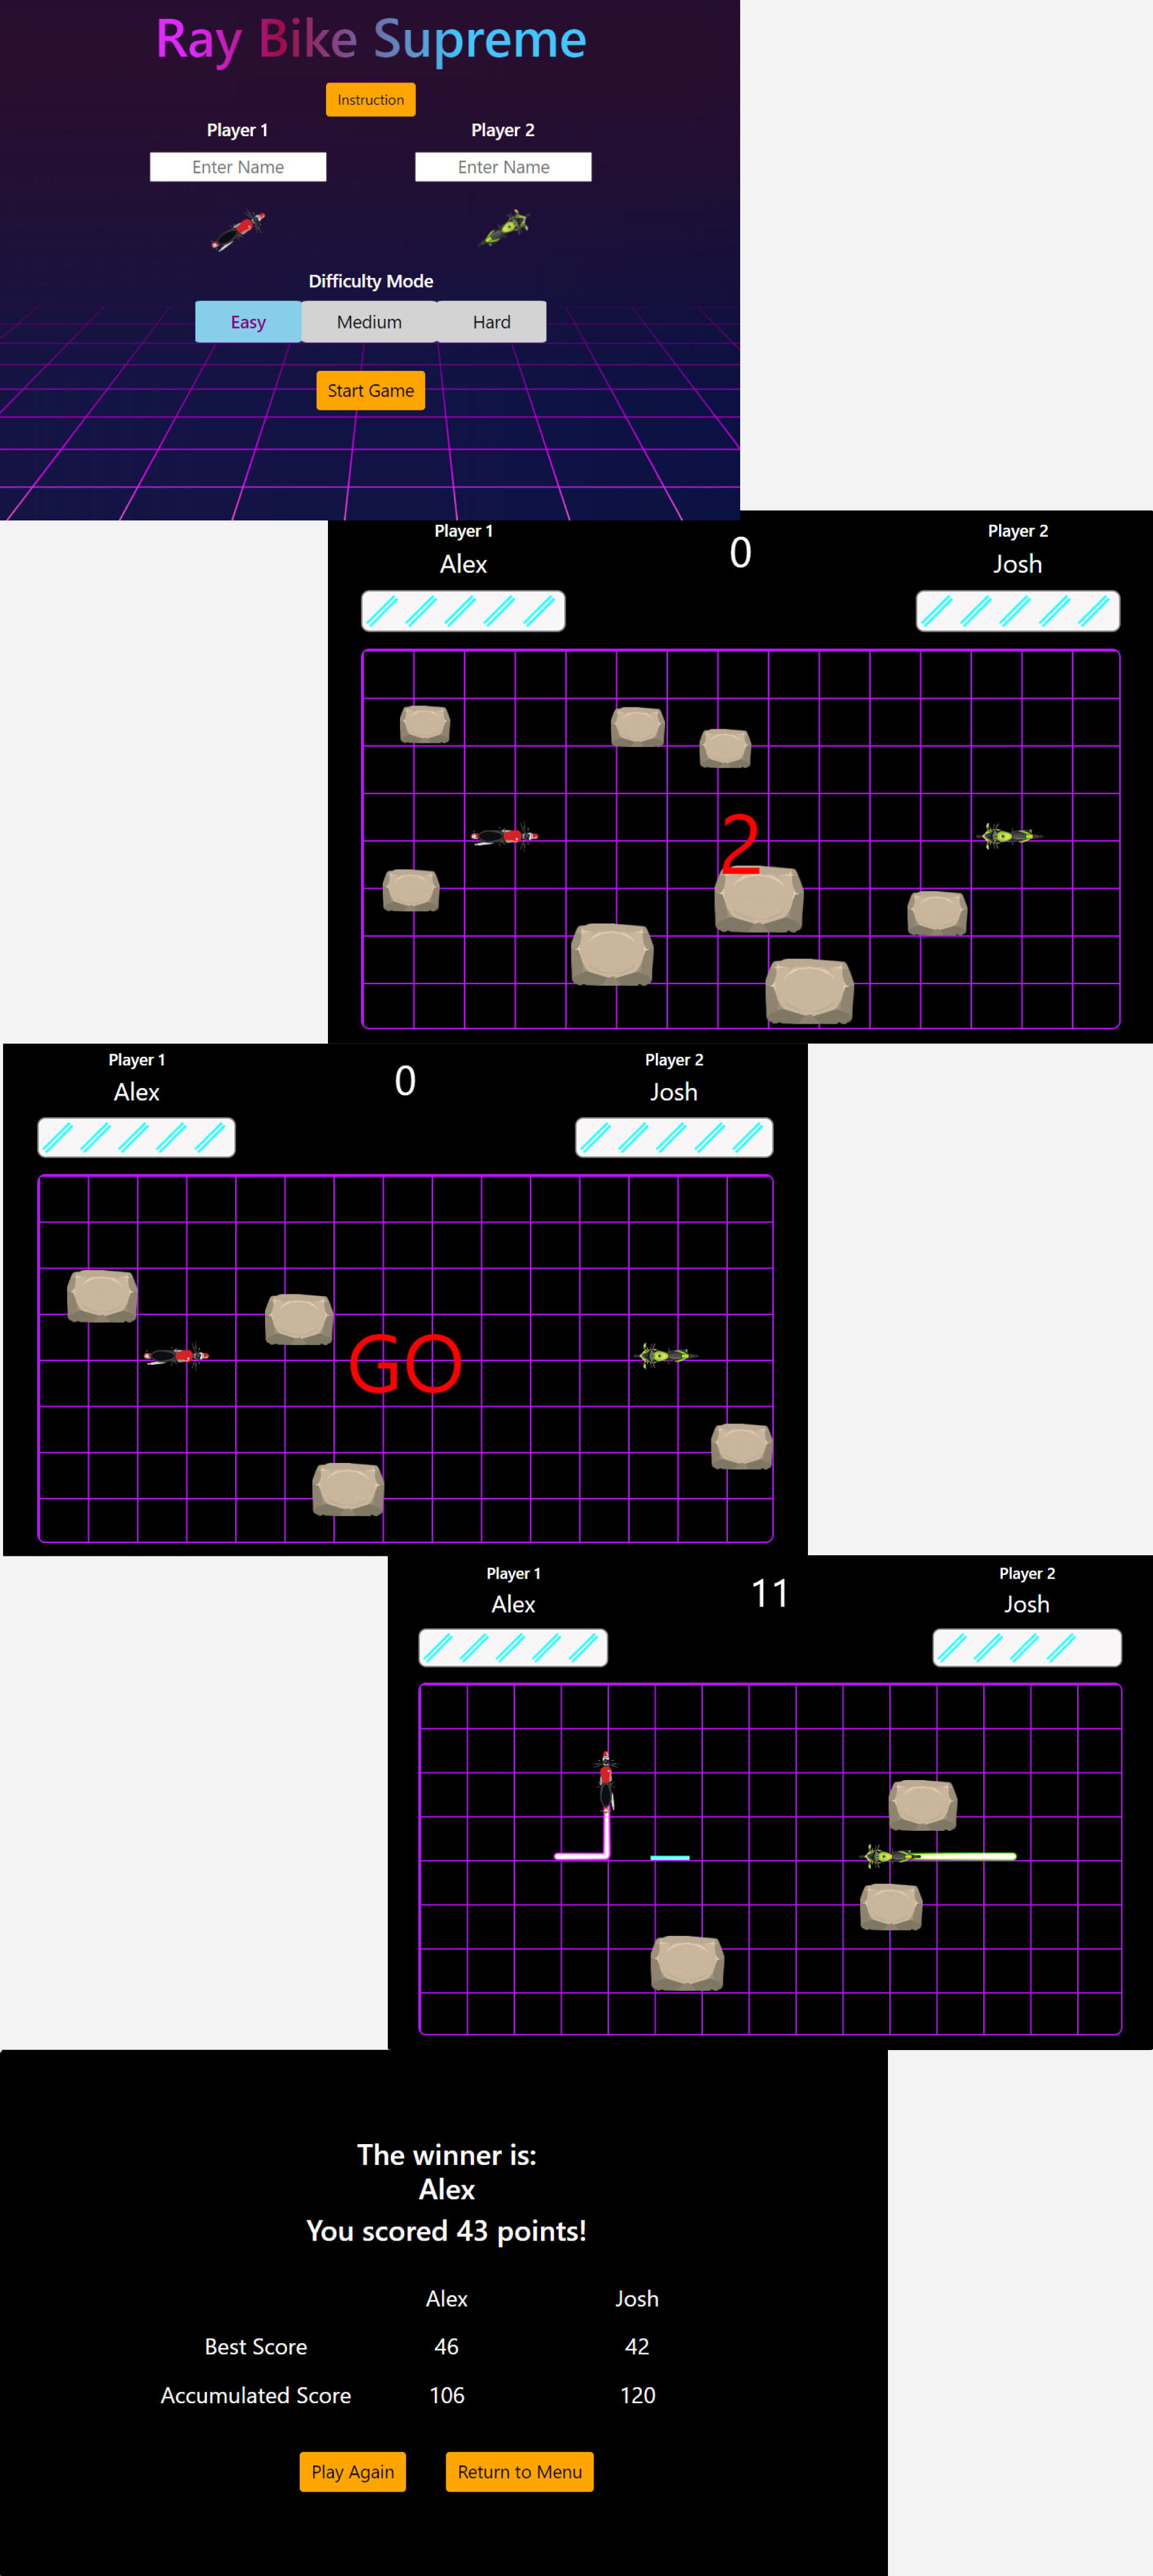 Ray Bike Supreme
Instruction
Player 1 Player 2
Enter Name Enter Name
Difficulty Mode
Easy Medium Hard
Start Game
Player 1 0 Player 2
Alex Josh
2
Player 1 0 Player 2
Alex Josh
GO
Player 1 11 Player 2
Alex Josh
The winner is:
Alex
You scored 43 points!
Alex Josh
Best Score 46 42
Accumulated Score 106 120
Play Again Return to Menu